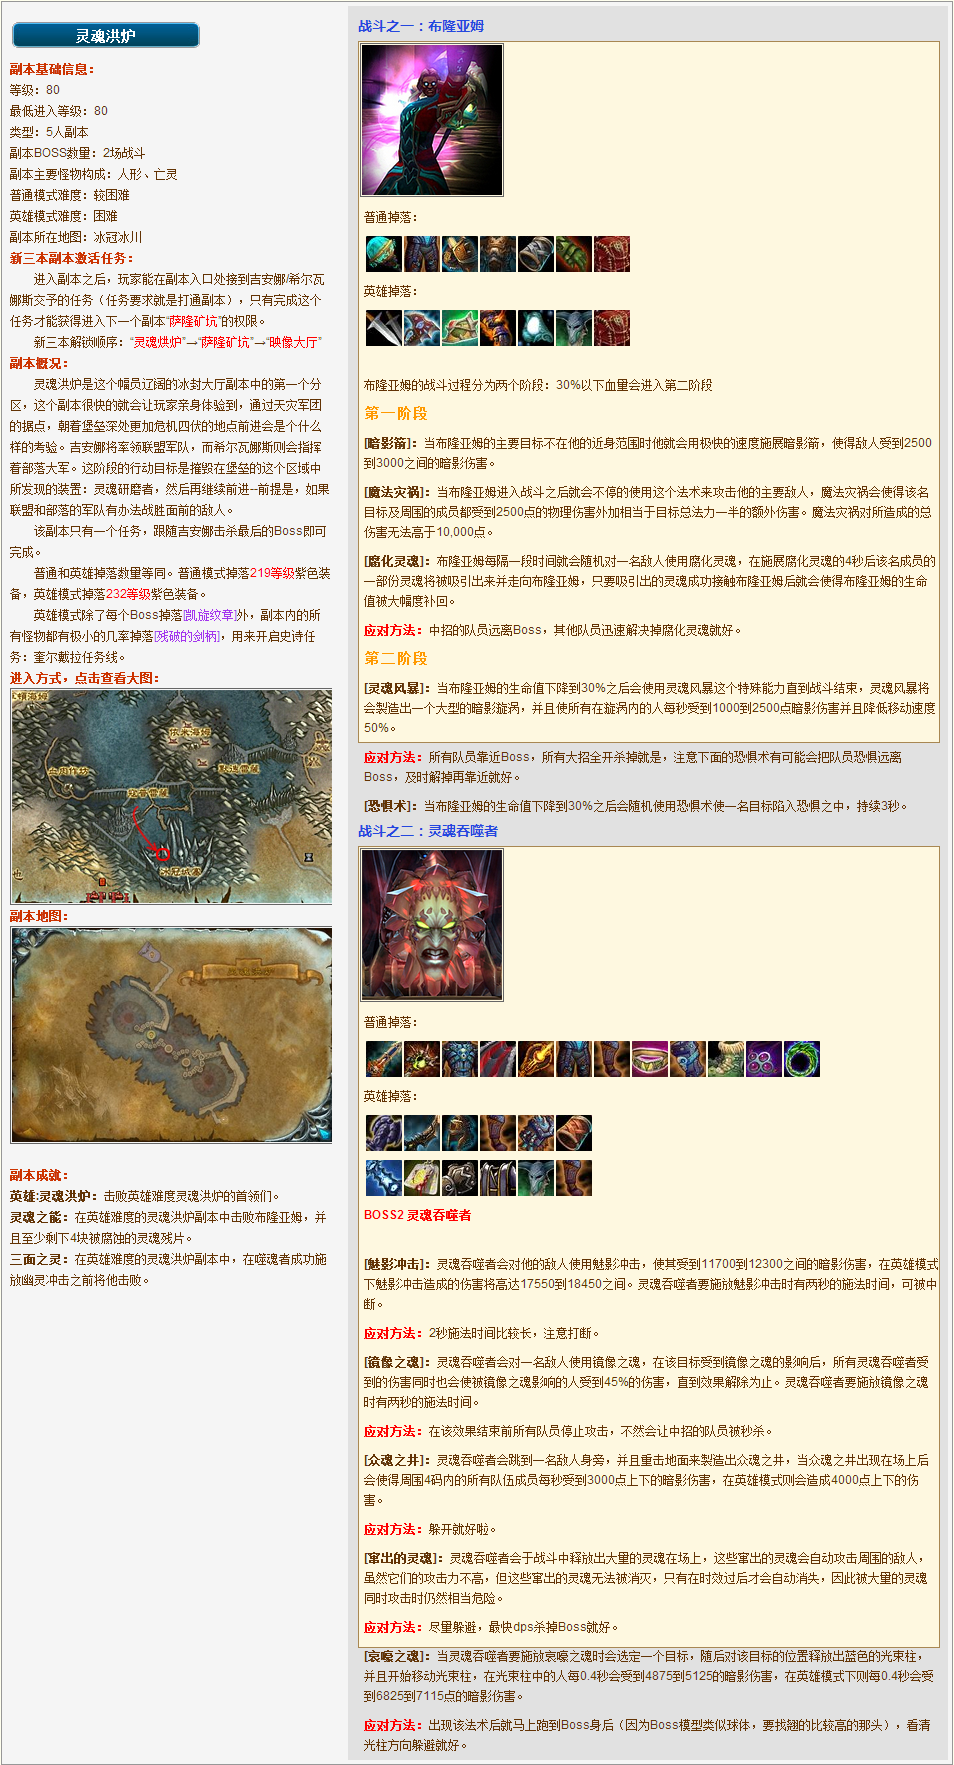 灵魂洪炉
副本基础信息：
等级：80
最低进入等级：80
类型：5人副本
副本BOSS数量：2场战斗
副本主要怪物构成：人形、亡灵
普通模式难度：较困难
英雄模式难度：困难
副本所在地图：冰冠冰川
新三本副本激活任务：
进入副本之后，玩家能在副本入口处接到吉安娜/希尔瓦
娜斯交予的任务（任务要求就是打通副本），只有完成这个
任务才能获得进入下一个副本“萨隆矿坑”的权限。
新三本解锁顺序：“灵魂烘炉”→“萨隆矿坑”→“映像大厅”
副本概况：
灵魂洪炉是这个幅员辽阔的冰封大厅副本中的第一个分
区，这个副本很快的就会让玩家亲身体验到，通过天灾军团
的据点，朝着堡垒深处更加危机四伏的地点前进会是个什么
样的考验。吉安娜将率领联盟军队，而希尔瓦娜斯则会指挥
着部落大军。这阶段的行动目标是摧毁在堡垒的这个区域中
所发现的装置：灵魂研磨者，然后再继续前进--前提是，如果
联盟和部落的军队有办法战胜面前的敌人。
该副本只有一个任务，跟随吉安娜击杀最后的Boss即可
完成。
普通和英雄掉落数量等同。普通模式掉落219等级紫色装
备，英雄模式掉落232等级紫色装备。
英雄模式除了每个Boss掉落[凯旋纹章]外，副本内的所
有怪物都有极小的几率掉落[残破的剑柄]，用来开启史诗任
务：奎尔戴拉任务线。
进入方式，点击查看大图：
副本地图：
副本成就：
英雄:灵魂洪炉：击败英雄难度灵魂洪炉的首领们。
灵魂之能：在英雄难度的灵魂洪炉副本中击败布隆亚姆，并
且至少剩下4块被腐蚀的灵魂残片。
三面之灵：在英雄难度的灵魂洪炉副本中，在噬魂者成功施
放幽灵冲击之前将他击败。
战斗之一：布隆亚姆
普通掉落：
英雄掉落：
布隆亚姆的战斗过程分为两个阶段：30%以下血量会进入第二阶段
第一阶段
[暗影箭]：当布隆亚姆的主要目标不在他的近身范围时他就会用极快的速度施展暗影箭，使得敌人受到2500
到3000之间的暗影伤害。
[魔法灾祸]：当布隆亚姆进入战斗之后就会不停的使用这个法术来攻击他的主要敌人，魔法灾祸会使得该名
目标及周围的成员都受到2500点的物理伤害外加相当于目标总法力一半的额外伤害。魔法灾祸对所造成的总
伤害无法高于10,000点。
[腐化灵魂]：布隆亚姆每隔一段时间就会随机对一名敌人使用腐化灵魂，在施展腐化灵魂的4秒后该名成员的
一部份灵魂将被吸引出来并走向布隆亚姆，只要吸引出的灵魂成功接触布隆亚姆后就会使得布隆亚姆的生命
值被大幅度补回。
应对方法：中招的队员远离Boss，其他队员迅速解决掉腐化灵魂就好。
第二阶段
[灵魂风暴]：当布隆亚姆的生命值下降到30%之后会使用灵魂风暴这个特殊能力直到战斗结束，灵魂风暴将
会製造出一个大型的暗影漩涡，并且使所有在漩涡内的人每秒受到1000到2500点暗影伤害并且降低移动速度
50%。
应对方法：所有队员靠近Boss，所有大招全开杀掉就是，注意下面的恐惧术有可能会把队员恐惧远离
Boss，及时解掉再靠近就好。
[恐惧术]：当布隆亚姆的生命值下降到30%之后会随机使用恐惧术使一名目标陷入恐惧之中，持续3秒。
战斗之二：灵魂吞噬者
普通掉落：
英雄掉落：
BOSS2 灵魂吞噬者
[魅影冲击]：灵魂吞噬者会对他的敌人使用魅影冲击，使其受到11700到12300之间的暗影伤害，在英雄模式
下魅影冲击造成的伤害将高达17550到18450之间。灵魂吞噬者要施放魅影冲击时有两秒的施法时间，可被中
断。
应对方法：2秒施法时间比较长，注意打断。
[镜像之魂]：灵魂吞噬者会对一名敌人使用镜像之魂，在该目标受到镜像之魂的影响后，所有灵魂吞噬者受
到的伤害同时也会使被镜像之魂影响的人受到45%的伤害，直到效果解除为止。灵魂吞噬者要施放镜像之魂
时有两秒的施法时间。
应对方法：在该效果结束前所有队员停止攻击，不然会让中招的队员被秒杀。
[众魂之井]：灵魂吞噬者会跳到一名敌人身旁，并且重击地面来製造出众魂之井，当众魂之井出现在场上后
会使得周围4码内的所有队伍成员每秒受到3000点上下的暗影伤害，在英雄模式则会造成4000点上下的伤
害。
应对方法：躲开就好啦。
[窜出的灵魂]：灵魂吞噬者会于战斗中释放出大量的灵魂在场上，这些窜出的灵魂会自动攻击周围的敌人，
虽然它们的攻击力不高，但这些窜出的灵魂无法被消灭，只有在时效过后才会自动消失，因此被大量的灵魂
同时攻击时仍然相当危险。
应对方法：尽量躲避，最快dps杀掉Boss就好。
[哀嚎之魂]：当灵魂吞噬者要施放哀嚎之魂时会选定一个目标，随后对该目标的位置释放出蓝色的光束柱，
并且开始移动光束柱，在光束柱中的人每0.4秒会受到4875到5125的暗影伤害，在英雄模式下则每0.4秒会受
到6825到7115点的暗影伤害。
应对方法：出现该法术后就马上跑到Boss身后（因为Boss模型类似球体，要找翘的比较高的那头），看清
光柱方向躲避就好。